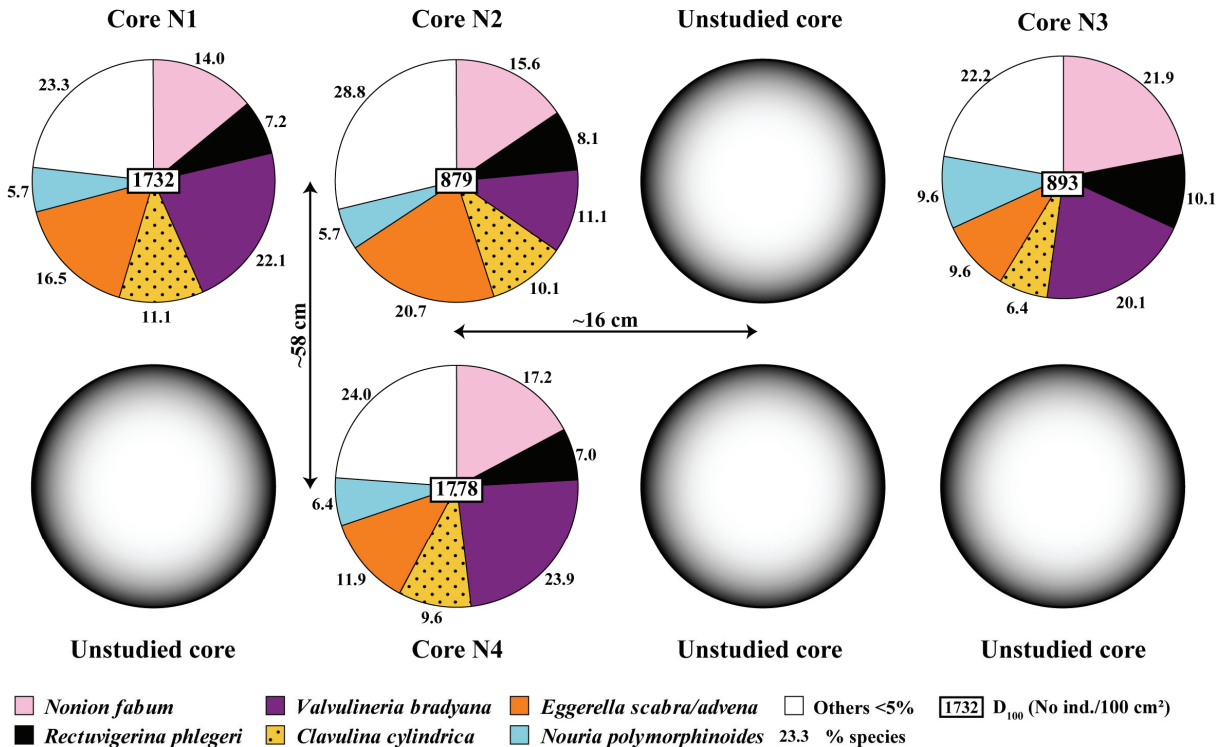 Core N1
Core N2
Unstudied core
Core N3
23.3
14.0
7.2
22.1
11.1
16.5
5.7
1732
28.8
15.6
8.1
11.1
10.1
20.7
5.7
879
22.2
21.9
10.1
20.1
6.4
9.6
9.6
893
~58 cm
~16 cm
24.0
17.2
7.0
23.9
9.6
11.9
6.4
1778
Unstudied core
Core N4
Unstudied core
Unstudied core
Nonion fabum
Valvulineria bradyana
Eggerella scabra/advena
Others <5%
1732 D₁₀₀ (No ind./100 cm²)
Rectuvigerina phlegeri
Clavulina cylindrica
Nouria polymorphinoides
23.3 % species